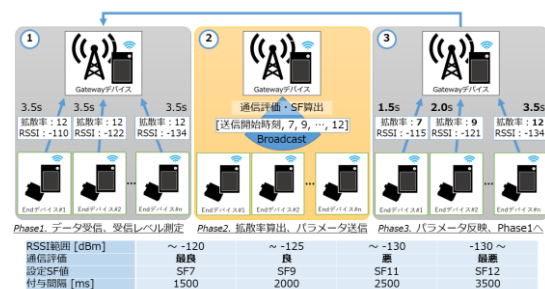 1
2
3
Gatewayデバイス
Gatewayデバイス
Gatewayデバイス
3.5s
3.5s
3.5s
拡散率：12
RSSI：-110
拡散率：12
RSSI：-122
拡散率：12
RSSI：-134
通信評価・SF算出
[送信開始時刻, 7, 9, …, 12]
Broadcast
1.5s
2.0s
3.5s
拡散率：7
RSSI：-115
拡散率：9
RSSI：-121
拡散率：12
RSSI：-134
...
...
...
Endデバイス#1
Endデバイス#2
Endデバイス#n
Endデバイス#1
Endデバイス#2
Endデバイス#n
Endデバイス#1
Endデバイス#2
Endデバイス#n
Phase1. データ受信、受信レベル測定
Phase2. 拡散率算出、パラメータ送信
Phase3. パラメータ反映、Phase1へ
RSSI範囲 [dBm] ～ -120 ～ -125 ～ -130 -130 ～
通信評価 最良 良 悪 最悪
設定SF値 SF7 SF9 SF11 SF12
付与間隔 [ms] 1500 2000 2500 3500